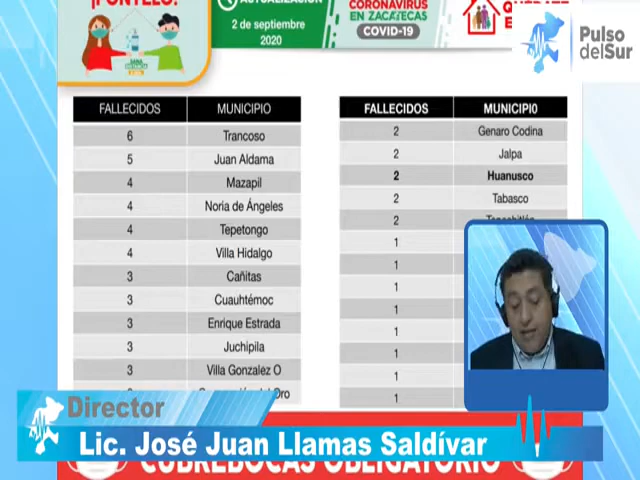 ¡PONTELO!
ACTUALIZACIÓN
2 de septiembre
2020
CORONAVIRUS
EN ZACATECAS
COVID-19
Pulso
delSur
FALLECIDOS MUNICIPIO
6 Trancoso
5 Juan Aldama
4 Mazapil
4 Noria de Ángeles
4 Tepetongo
4 Villa Hidalgo
3 Cañitas
3 Cuauhtémoc
3 Enrique Estrada
3 Juchipila
3 Villa Gonzalez O
Oro
FALLECIDOS MUNICIPIO
2 Genaro Codina
2 Jalpa
2 Huanusco
2 Tabasco
2
1
1
1
1
1
1
1
1
Director
Lic. José Juan Llamas Saldívar
CUBREBOCAS OBLIGATORIO